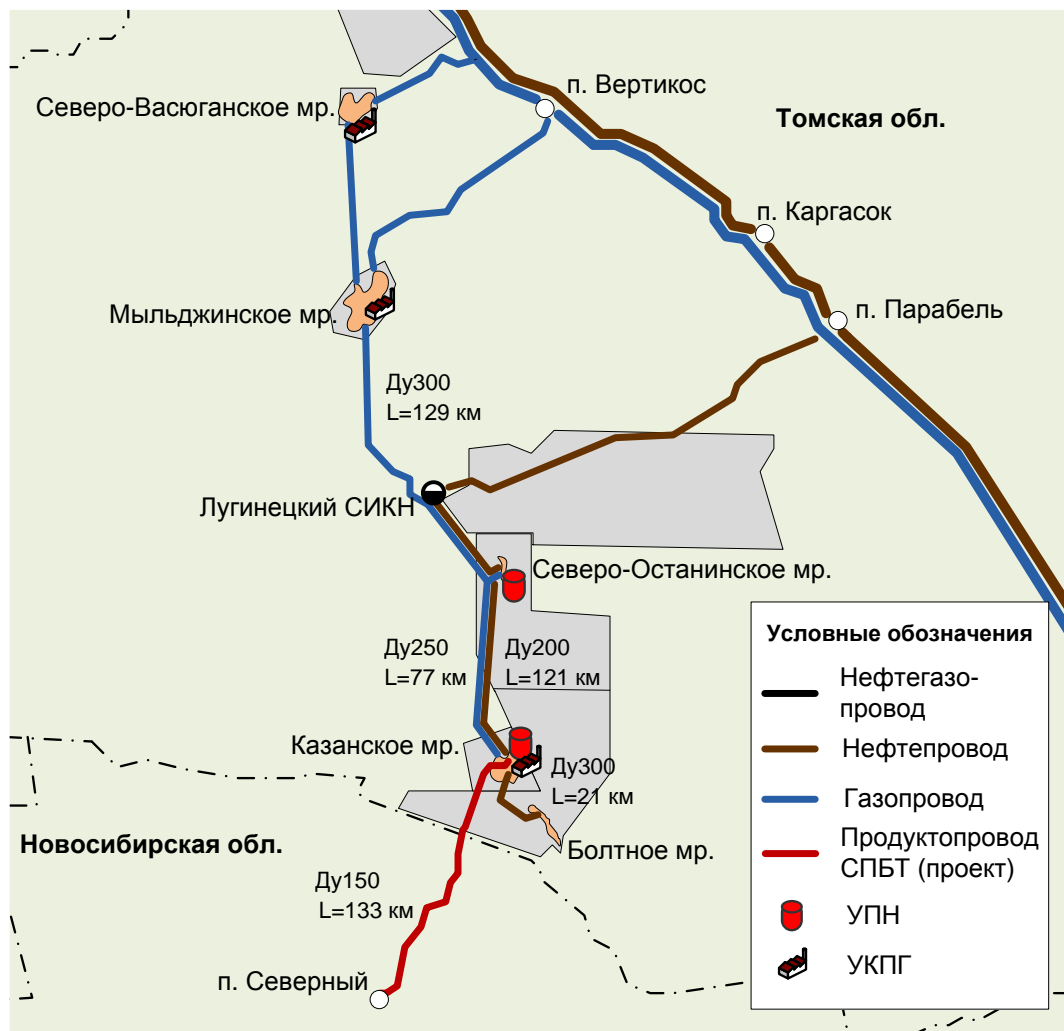 п. Вертикос
Северо-Васюганское мр.
Томская обл.
п. Каргасок
Мыльджинское мр.
п. Парабель
Ду300
L=129 км
Лугинецкий СИКН
Северо-Останинское мр.
Ду250
L=77 км
Ду200
L=121 км
Казанское мр.
Ду300
L=21 км
Новосибирская обл.
Болтное мр.
Ду150
L=133 км
п. Северный
Условные обозначения
Нефтегазо-
провод
Нефтепровод
Газопровод
Продуктопровод
СПБТ (проект)
УПН
УКПГ